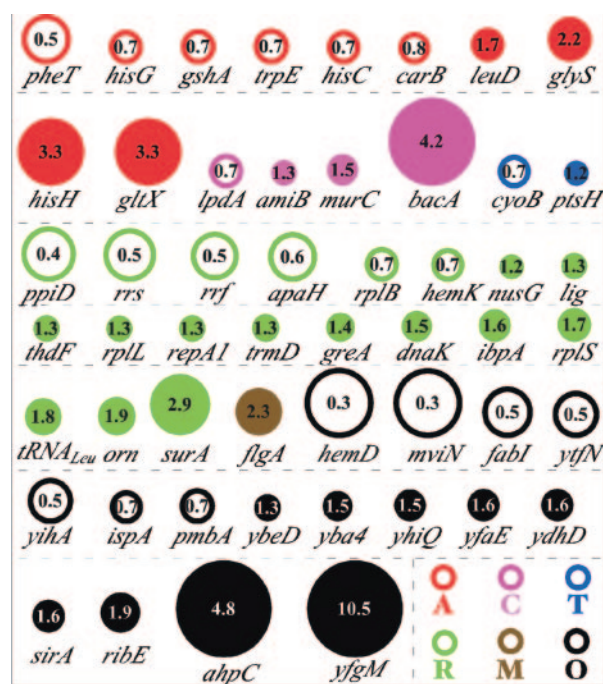 0.5 0.7 0.7 0.7 0.7 0.8 1.7 2.2
pheT hisG gshA trpE hisC carB leuD glyS
3.3 3.3 0.7 1.3 1.5 4.2 0.7 1.2
hisH gltX lpdA amiB murC bacA cyoB ptsH
0.4 0.5 0.5 0.6 0.7 0.7 1.2 1.3
ppiD rrs rrf apaH rplB hemK nusG lig
1.3 1.3 1.3 1.3 1.4 1.5 1.6 1.7
thdF rplL repA1 trmD greA dnaK ibpA rplS
1.8 1.9 2.9 2.3 0.3 0.3 0.5 0.5
tRNALeu orn surA flgA hemD mviN fabI ytfN
0.5 0.7 0.7 1.3 1.5 1.5 1.6 1.6
yihA ispA pmbA ybeD yba4 yhiQ yfaE ydhD
1.6 1.9 4.8 10.5
sirA ribE ahpC yfgM
A C T
R M O